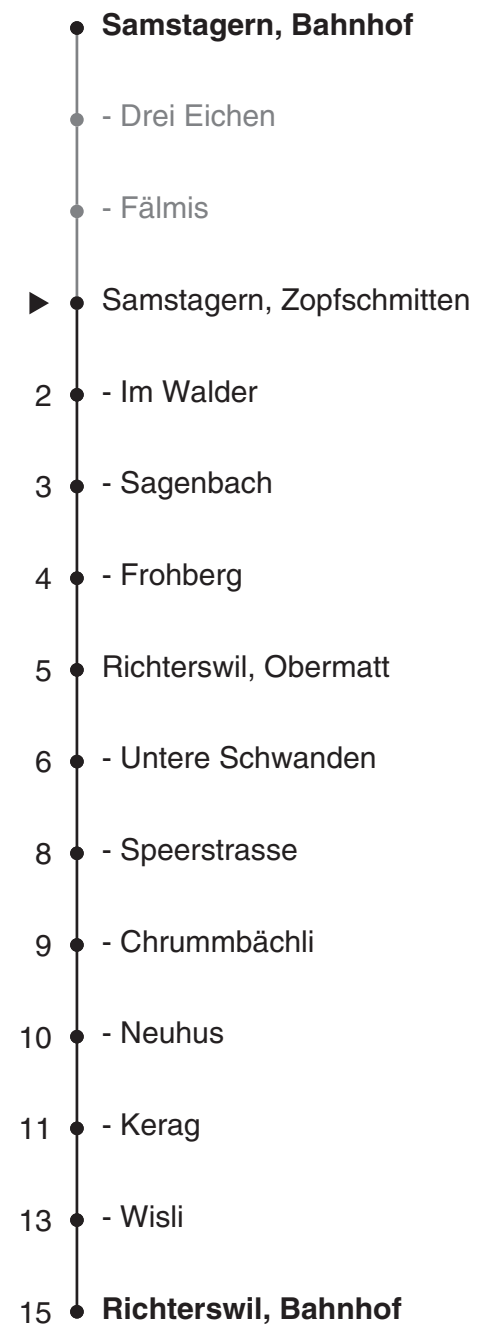 Samstagern, Bahnhof
- Drei Eichen
- Fälmis
Samstagern, Zopfschmitten
2 - Im Walder
3 - Sagenbach
4 - Frohberg
5 Richterswil, Obermatt
6 - Untere Schwanden
8 - Speerstrasse
9 - Chrummbächli
10 - Neuhus
11 - Kerag
13 - Wisli
15 Richterswil, Bahnhof